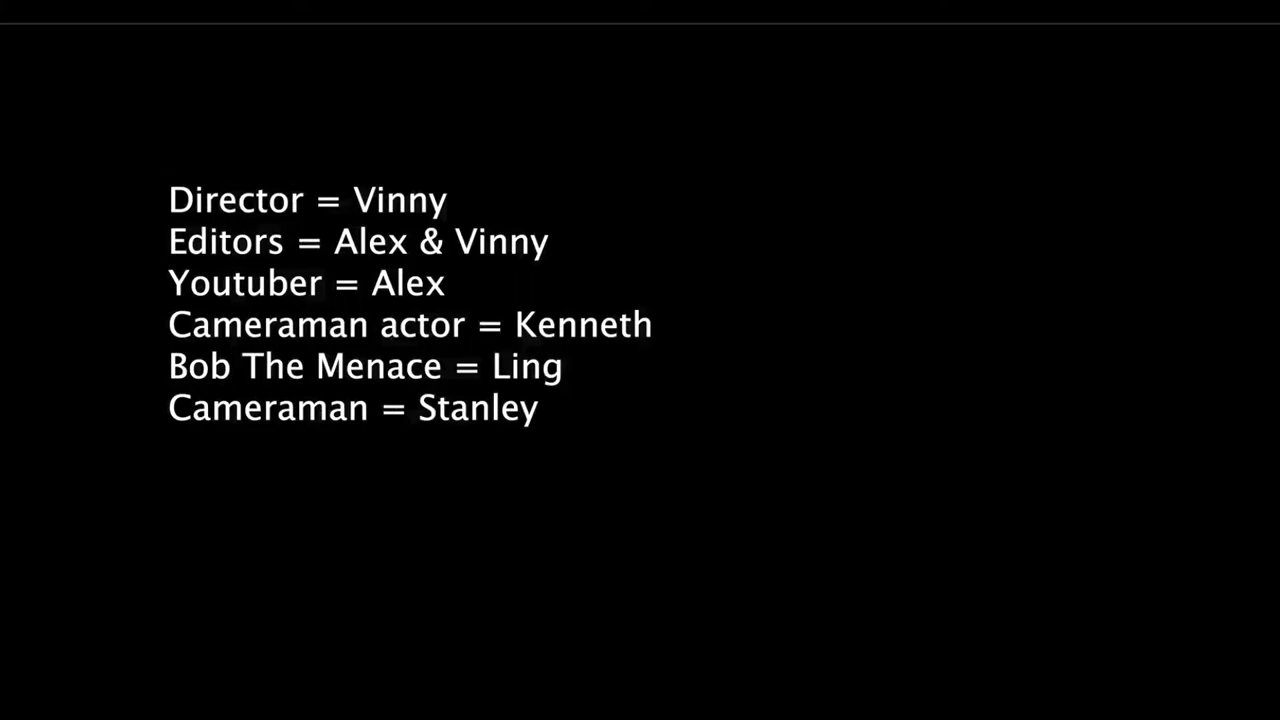 Director = Vinny
Editors = Alex & Vinny
Youtuber = Alex
Cameraman actor = Kenneth
Bob The Menace = Ling
Cameraman = Stanley